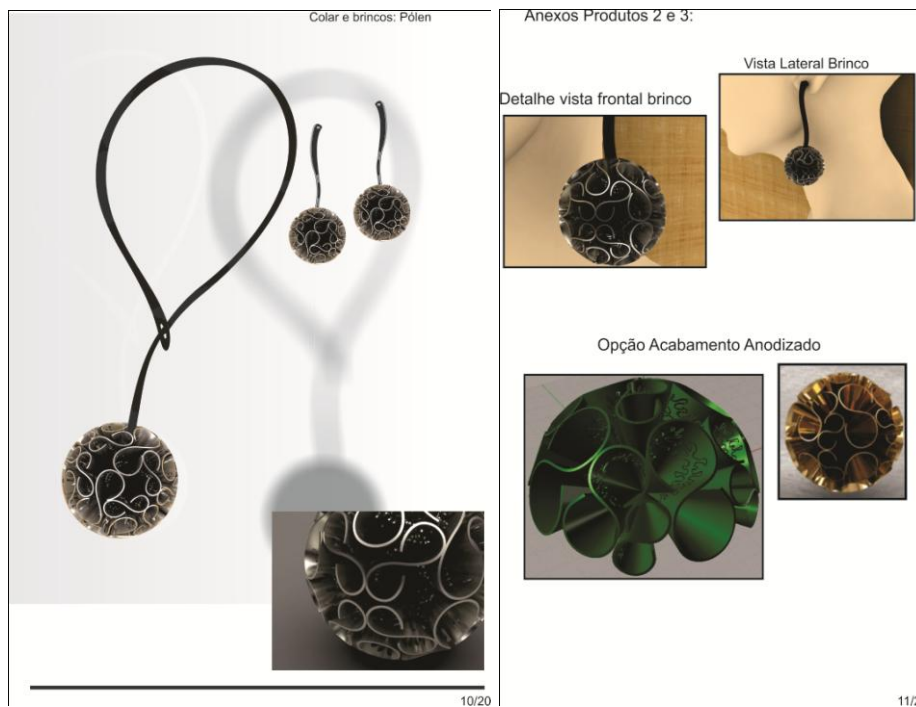 Colar e brincos: Pólen
10/20
Anexos Produtos 2 e 3:
Vista Lateral Brinco
Detalhe vista frontal brinco
Opção Acabamento Anodizado